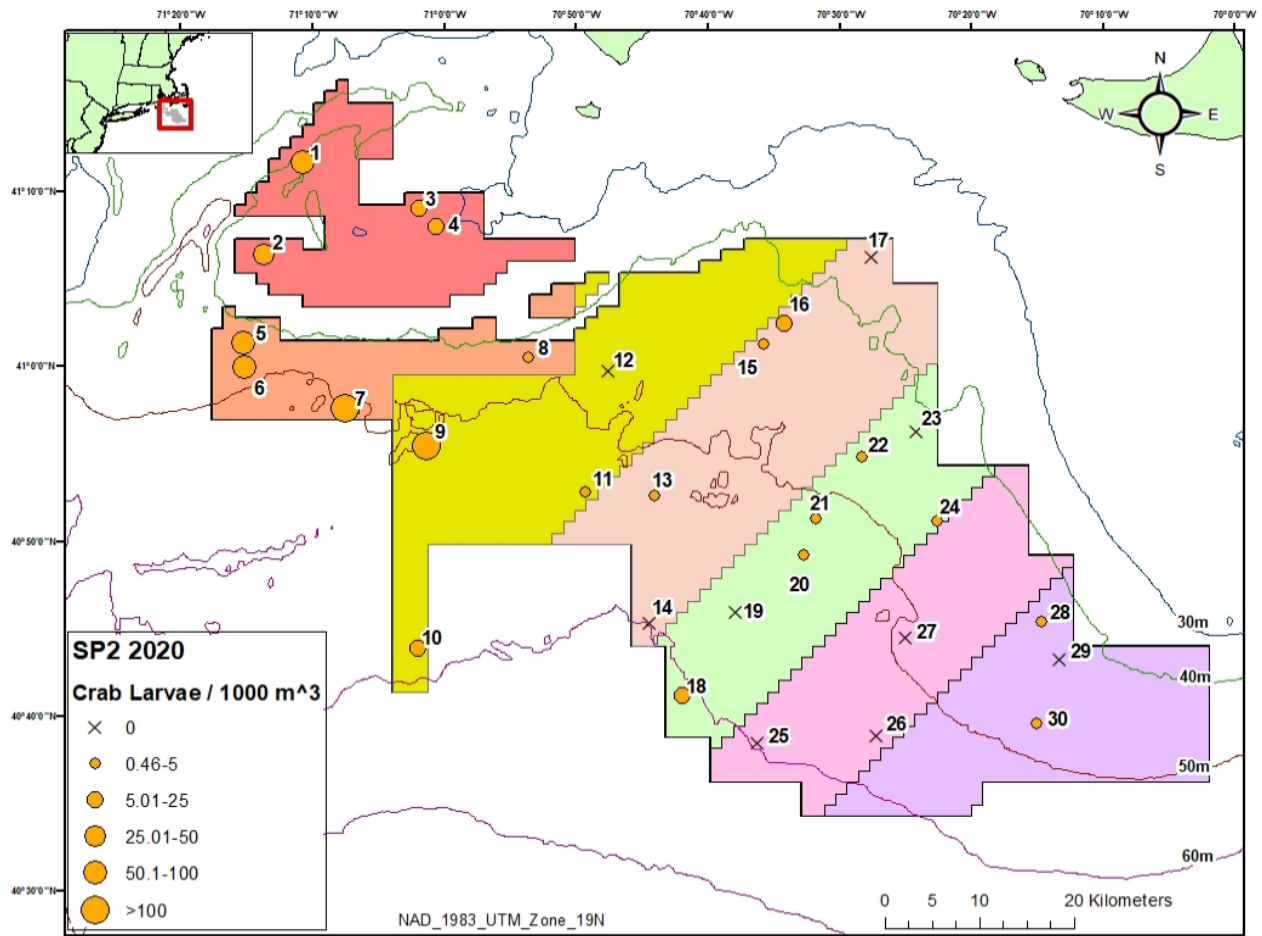 71°20'0"W 71°10'0"W 71°0'0"W 70°50'0"W 70°40'0"W 70°30'0"W 70°20'0"W 70°10'0"W 70°0'0"W
N
W E
S
1
41°10'0"N
3
4
2
17
16
5
8
15
12
41°0'0"N
6
7
23
9
22
11
13
21
24
40°50'0"N
20
14
19
28
30m
27
10
29
SP2 2020
40m
18
Crab Larvae / 1000 m^3
40°40'0"N
30
26
25
0
50m
0.46-5
5.01-25
25.01-50
60m
50.1-100
40°30'0"N
0 5 10 20 Kilometers
>100
NAD_1983_UTM_Zone_19N